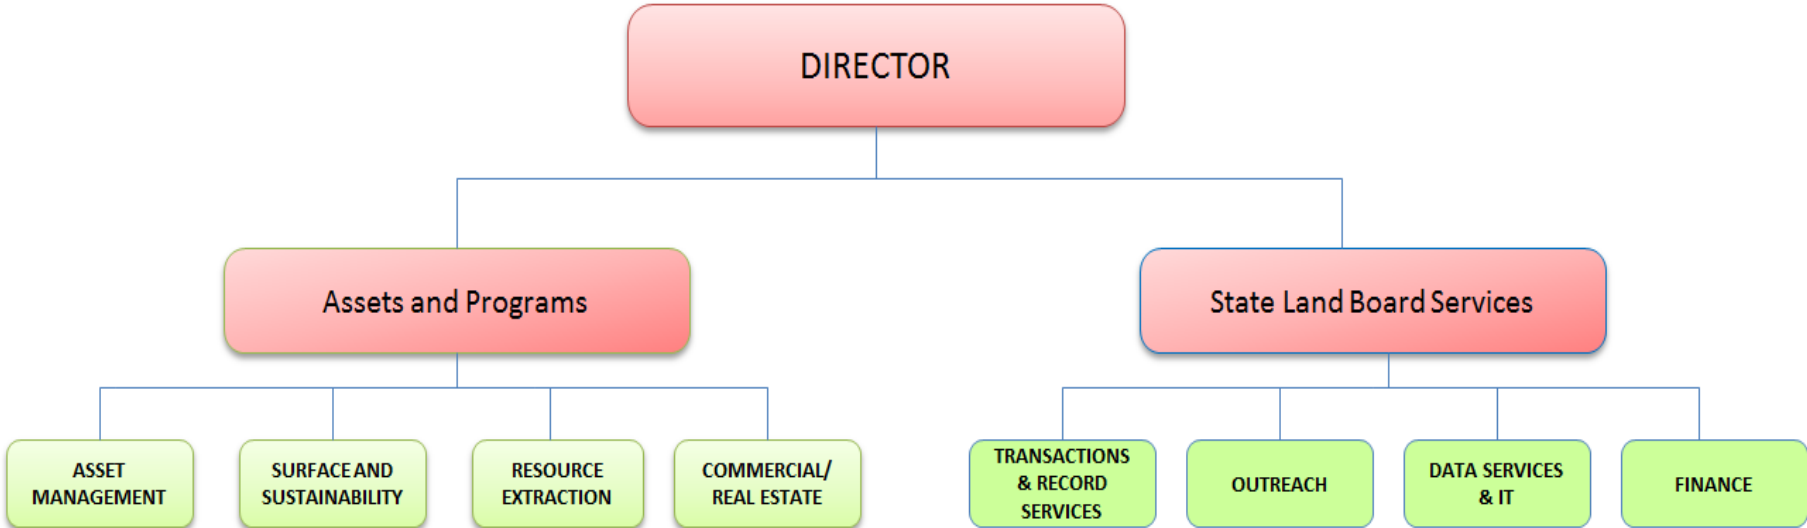 DIRECTOR
Assets and Programs
State Land Board Services
ASSET
MANAGEMENT
SURFACE AND
SUSTAINABILITY
RESOURCE
EXTRACTION
COMMERCIAL/
REAL ESTATE
TRANSACTIONS
& RECORD
SERVICES
OUTREACH
DATA SERVICES
& IT
FINANCE